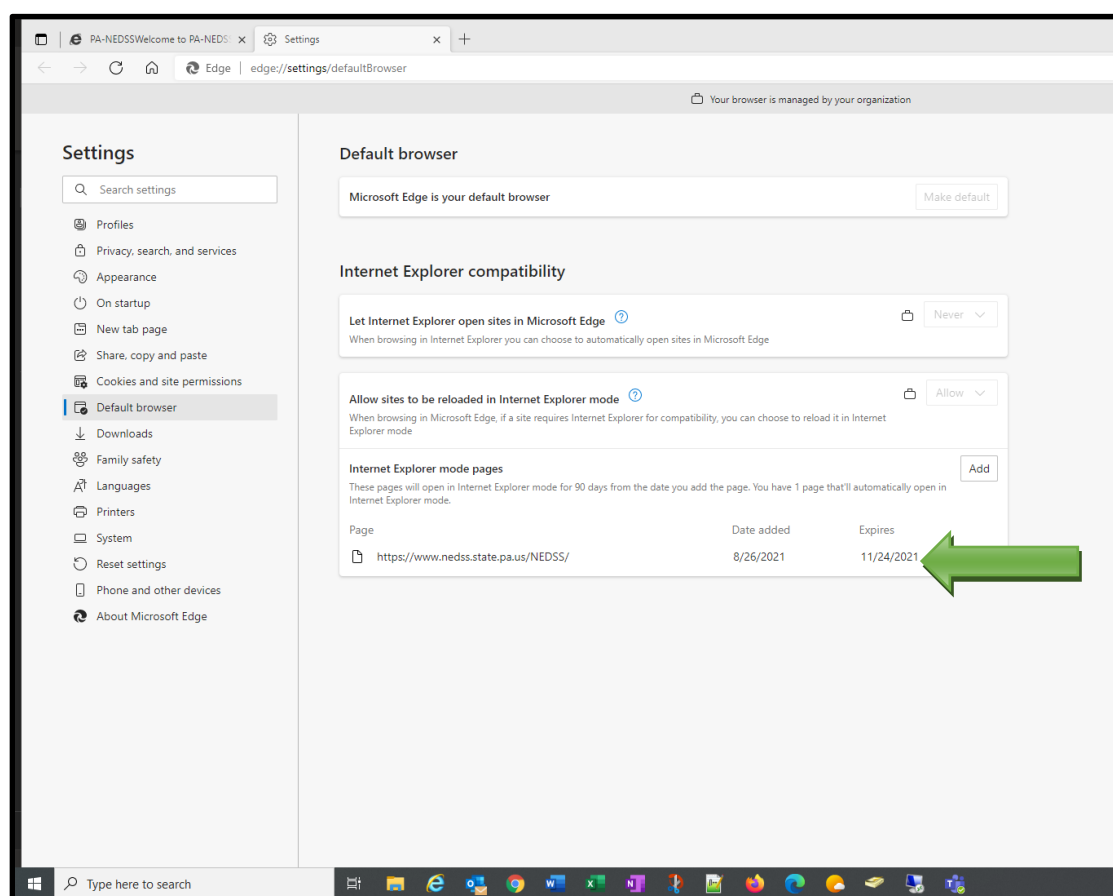 PA-NEDSSWelcome to PA-NEDS
Settings
Edge | edge://settings/defaultBrowser
Your browser is managed by your organization
Settings
Search settings
Profiles
Privacy, search, and services
Appearance
On startup
New tab page
Share, copy and paste
Cookies and site permissions
Default browser
Downloads
Family safety
Languages
Printers
System
Reset settings
Phone and other devices
About Microsoft Edge
Default browser
Microsoft Edge is your default browser
Make default
Internet Explorer compatibility
Let Internet Explorer open sites in Microsoft Edge
Never
When browsing in Internet Explorer you can choose to automatically open sites in Microsoft Edge
Allow sites to be reloaded in Internet Explorer mode
Allow
When browsing in Microsoft Edge, if a site requires Internet Explorer for compatibility, you can choose to reload it in Internet
Explorer mode
Internet Explorer mode pages
Add
These pages will open in Internet Explorer mode for 90 days from the date you add the page. You have 1 page that'll automatically open in
Internet Explorer mode.
Page Date added Expires
https://www.nedss.state.pa.us/NEDSS/ 8/26/2021 11/24/2021
Type here to search